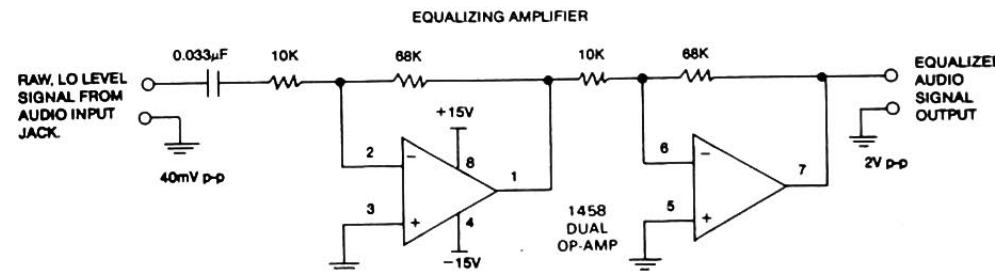 EQUALIZING AMPLIFIER
0.033µF
10K
68K
10K
68K
RAW, LO LEVEL
SIGNAL FROM
AUDIO INPUT
JACK.
40mV p-p
+15V
2
8
1
3
4
-15V
1458
DUAL
OP-AMP
6
7
5
EQUALIZED
AUDIO
SIGNAL
OUTPUT
2V p-p